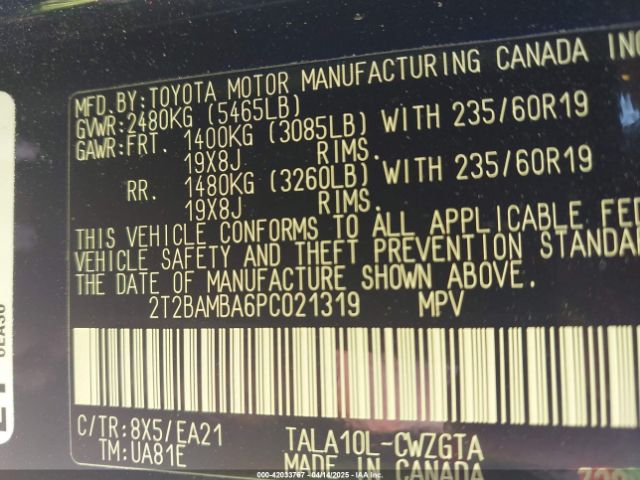 MFD. BY: TOYOTA MOTOR MANUFACTURING CANADA INC
GVWR: 2480KG (5465LB)
GAWR: FRT. 1400KG (3085LB) WITH 235/60R19
19X8J RIMS.
RR. 1480KG (3260LB) WITH 235/60R19
19X8J RIMS.
THIS VEHICLE CONFORMS TO ALL APPLICABLE FED
VEHICLE SAFETY AND THEFT PREVENTION STANDA
THE DATE OF MANUFACTURE SHOWN ABOVE.
2T2BAMBA6PC021319 MPV
C/TR: 8X5/EA21 TALA10L-CWZGTA
TM: UA81E MADE IN CANADA
000-42033767 - 04/14/2025 - IAAI.COM